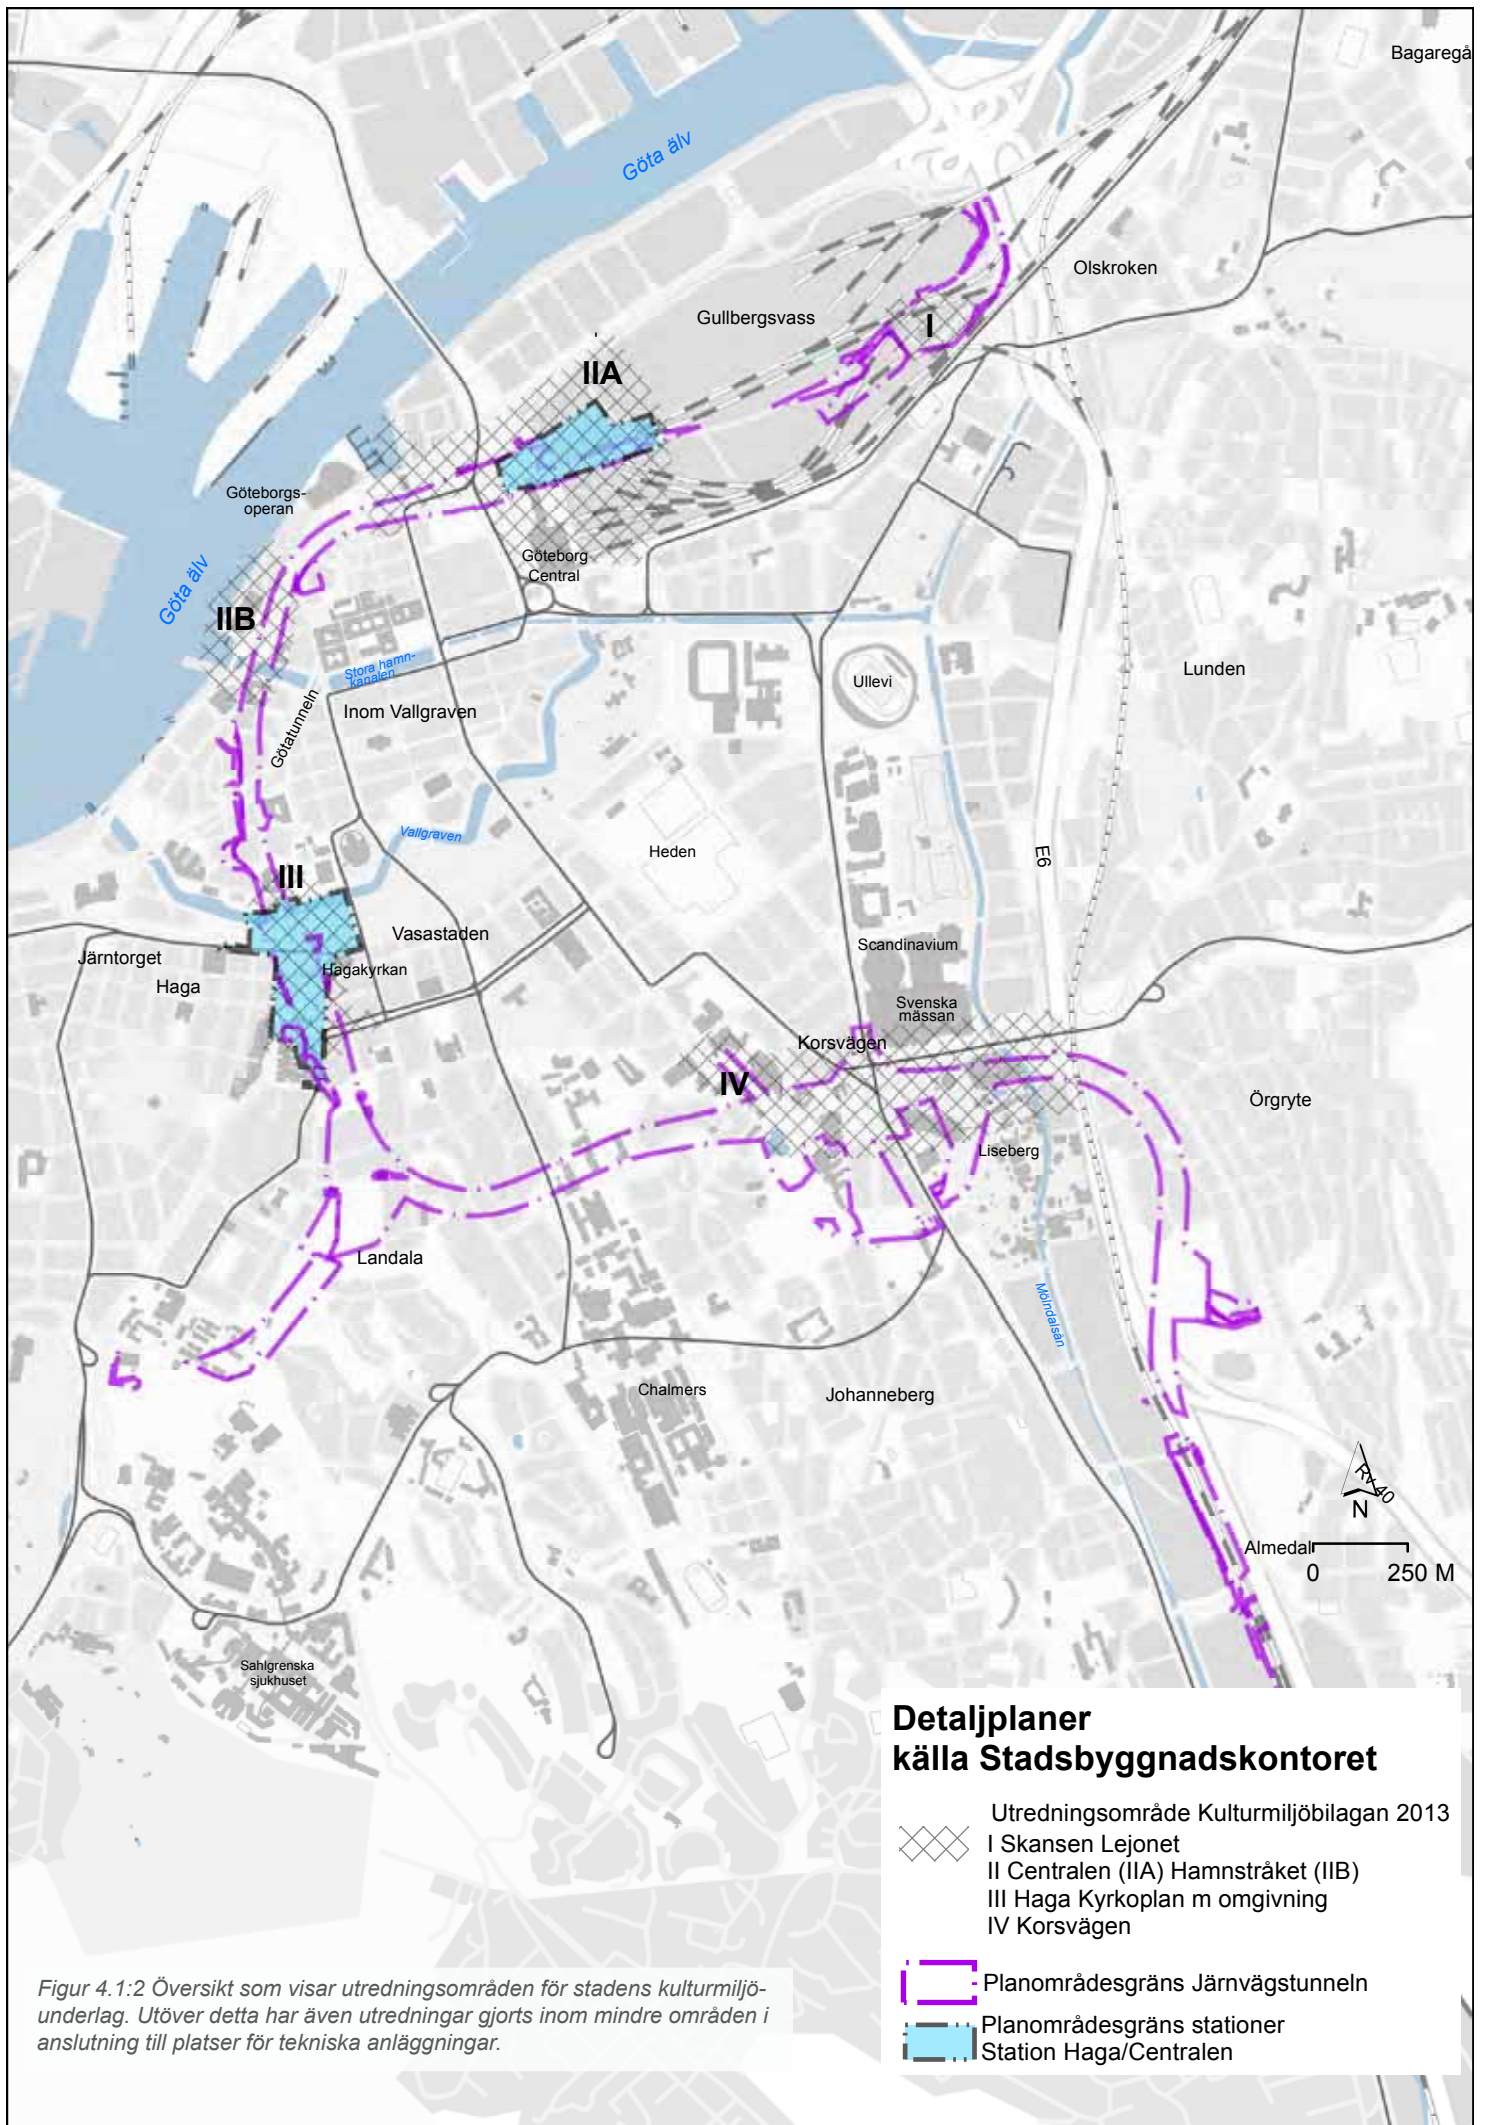 Bagaregå
Göta älv
Olskroken
Gullbergsvass
I
IIA
Göteborgs-
operan
Göteborg
Central
Göta älv
IIB
Stora hamn-
kanalen
Ullevi
Lunden
Inom Vallgraven
Götatunneln
Vallgraven
Heden
E6
III
Vasastaden
Scandinavium
Järntorget
Hagakyrkan
Haga
Svenska
mässan
Korsvägen
IV
Örgryte
Liseberg
Landala
Mölndalsån
Chalmers
Johanneberg
Rv 40
N
Almedal
0 250 M
Sahlgrenska
sjukhuset
Detaljplaner
källa Stadsbyggnadskontoret
Utredningsområde Kulturmiljöbilagan 2013
I Skansen Lejonet
II Centralen (IIA) Hamnstråket (IIB)
III Haga Kyrkoplan m omgivning
IV Korsvägen
Planområdesgräns Järnvägstunneln
Planområdesgräns stationer
Station Haga/Centralen
Figur 4.1:2 Översikt som visar utredningsområden för stadens kulturmiljö-
underlag. Utöver detta har även utredningar gjorts inom mindre områden i
anslutning till platser för tekniska anläggningar.